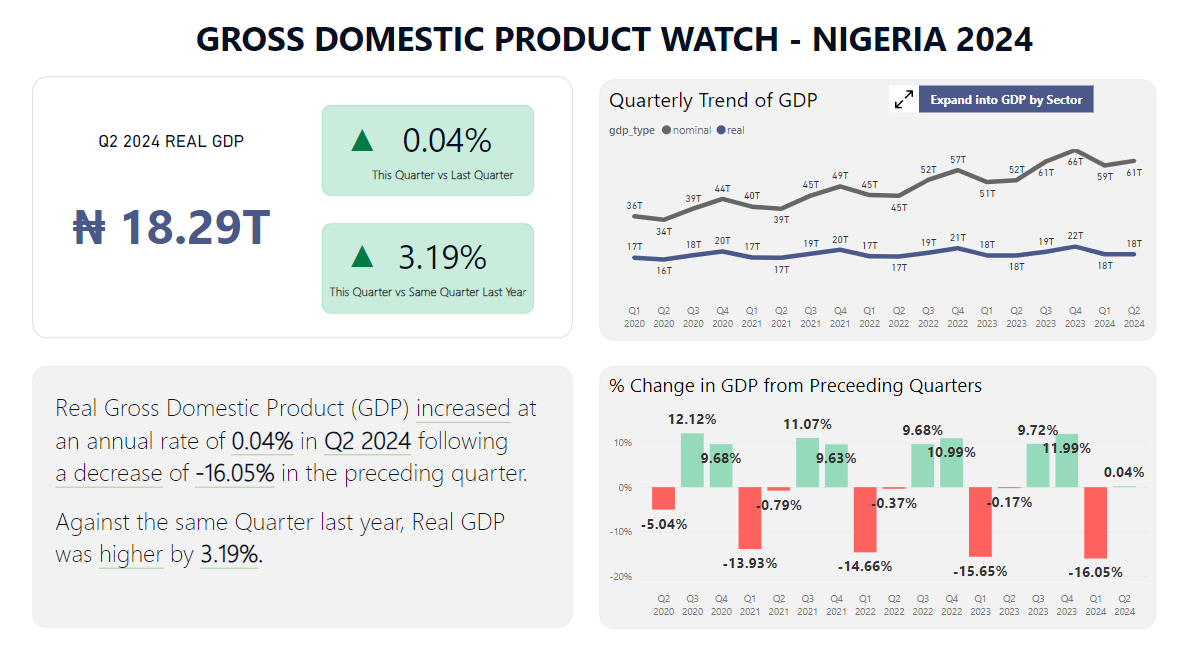 GROSS DOMESTIC PRODUCT WATCH - NIGERIA 2024
Q2 2024 REAL GDP
₦ 18.29T
▲ 0.04%
This Quarter vs Last Quarter
▲ 3.19%
This Quarter vs Same Quarter Last Year
Quarterly Trend of GDP
Expand into GDP by Sector
gdp_type nominal real
36T 34T 39T 44T 40T 39T 45T 49T 45T 45T 52T 57T 51T 52T 61T 66T 59T 61T
17T 16T 18T 20T 17T 17T 19T 20T 17T 17T 19T 21T 18T 18T 19T 22T 18T 18T
Q1 Q2 Q3 Q4 Q1 Q2 Q3 Q4 Q1 Q2 Q3 Q4 Q1 Q2 Q3 Q4 Q1 Q2
2020 2020 2020 2020 2021 2021 2021 2021 2022 2022 2022 2022 2023 2023 2023 2023 2024 2024
Real Gross Domestic Product (GDP) increased at
an annual rate of 0.04% in Q2 2024 following
a decrease of -16.05% in the preceding quarter.
Against the same Quarter last year, Real GDP
was higher by 3.19%.
% Change in GDP from Preceeding Quarters
10%
0%
-10%
-20%
-5.04% 12.12% 9.68% -13.93% -0.79% 11.07% 9.63% -14.66% -0.37% 9.68% 10.99% -15.65% -0.17% 9.72% 11.99% -16.05% 0.04%
Q2 Q3 Q4 Q1 Q2 Q3 Q4 Q1 Q2 Q3 Q4 Q1 Q2 Q3 Q4 Q1 Q2
2020 2020 2020 2021 2021 2021 2021 2022 2022 2022 2022 2023 2023 2023 2023 2024 2024